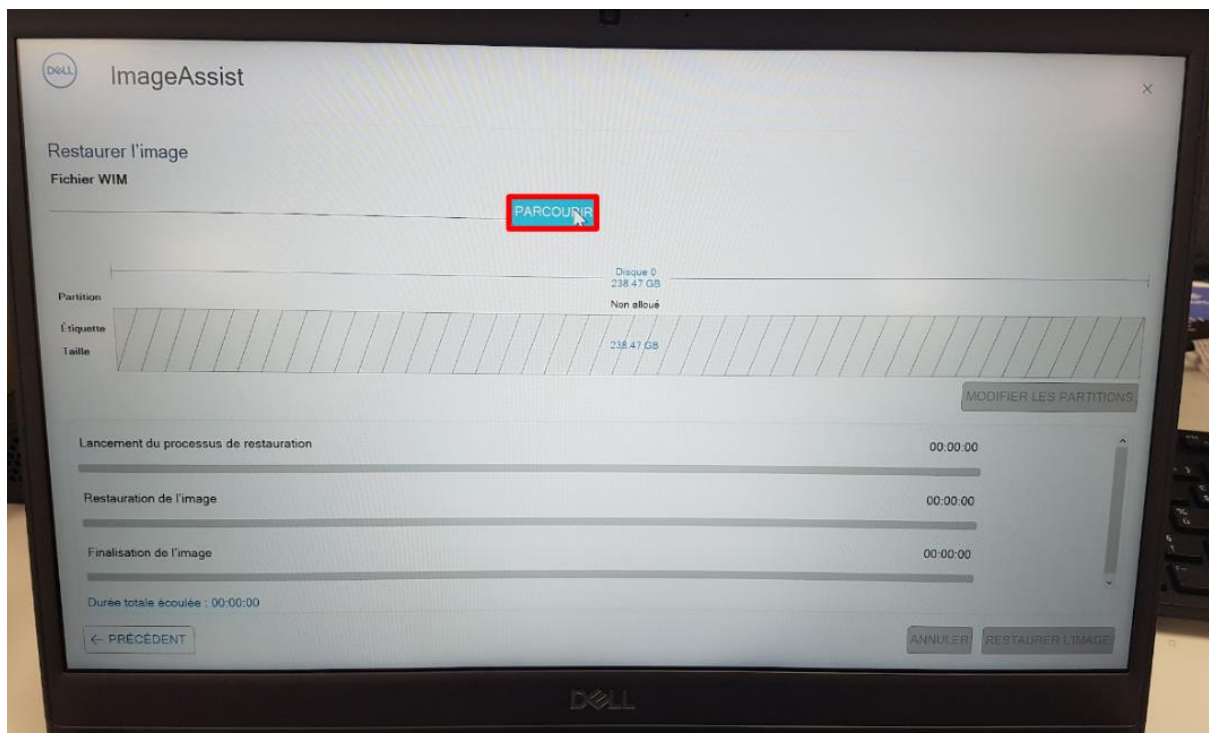 DELL ImageAssist
Restaurer l'image
Fichier WIM
PARCOURIR
Disque 0
238.47 GB
Partition
Non alloué
Étiquette
Taille
238.47 GB
MODIFIER LES PARTITIONS
Lancement du processus de restauration 00:00:00
Restauration de l'image 00:00:00
Finalisation de l'image 00:00:00
Durée totale écoulée : 00:00:00
← PRÉCÉDENT ANNULER RESTAURER L'IMAGE
DELL